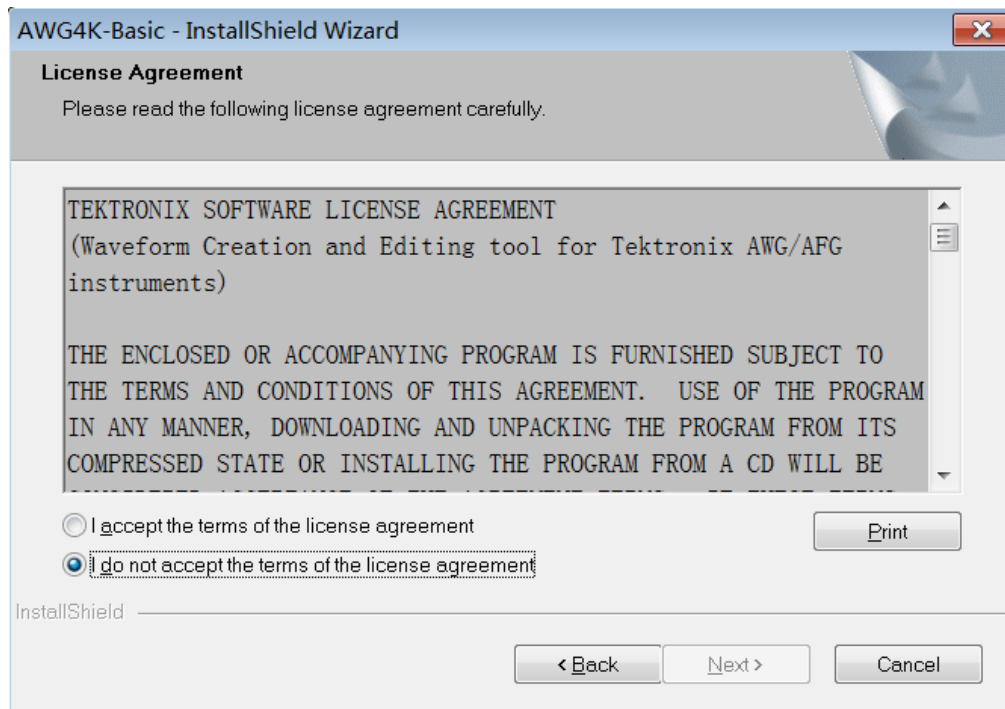 AWG4K-Basic - InstallShield Wizard
License Agreement
Please read the following license agreement carefully.
TEKTRONIX SOFTWARE LICENSE AGREEMENT
(Waveform Creation and Editing tool for Tektronix AWG/AFG
instruments)
THE ENCLOSED OR ACCOMPANYING PROGRAM IS FURNISHED SUBJECT TO
THE TERMS AND CONDITIONS OF THIS AGREEMENT.  USE OF THE PROGRAM
IN ANY MANNER, DOWNLOADING AND UNPACKING THE PROGRAM FROM ITS
COMPRESSED STATE OR INSTALLING THE PROGRAM FROM A CD WILL BE
I accept the terms of the license agreement
Print
I do not accept the terms of the license agreement
InstallShield
< Back
Next >
Cancel